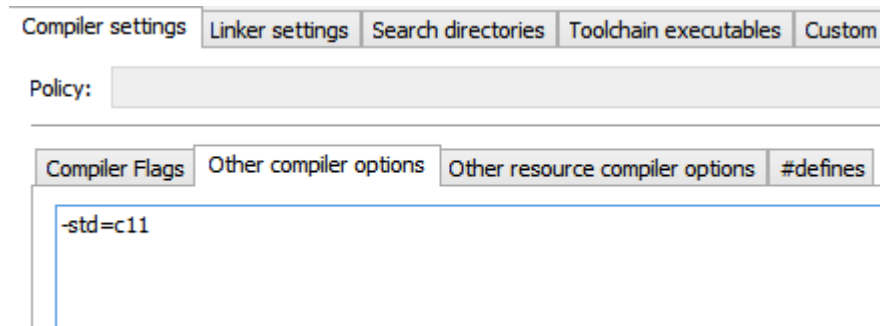 Compiler settings Linker settings Search directories Toolchain executables Custom
Policy:
Compiler Flags Other compiler options Other resource compiler options #defines
-std=c11